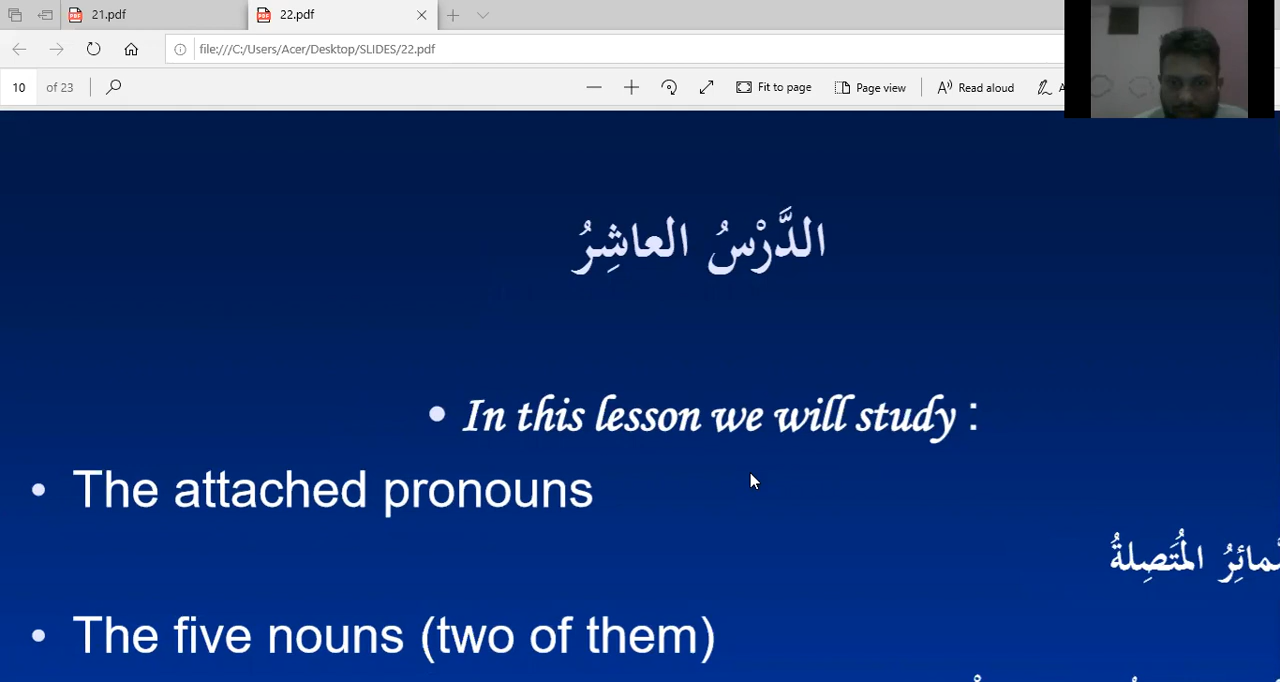 21.pdf
22.pdf
file:///C:/Users/Acer/Desktop/SLIDES/22.pdf
10 of 23 Fit to page Page view Read aloud
الدَّرْسُ العاشِرُ
• In this lesson we will study :
• The attached pronouns
المُتَصِلةُ
• The five nouns (two of them)